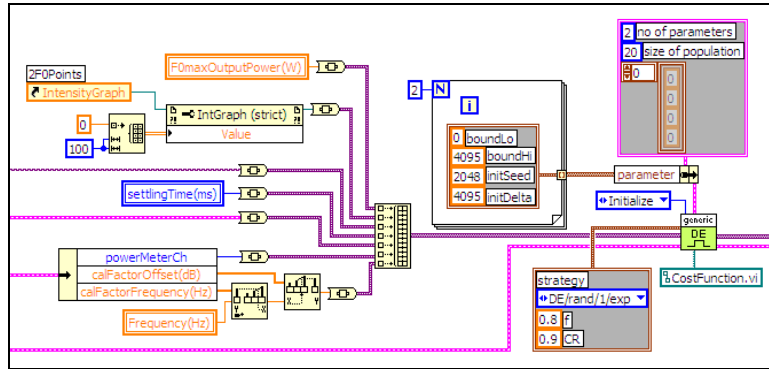 F0maxOutputPower(W)
2F0Points
IntensityGraph
IntGraph (strict)
Value
0
100
settlingTime(ms)
powerMeterCh
calFactorOffset(dB)
calFactorFrequency(Hz)
Frequency(Hz)
2 N
i
0 boundLo
4095 boundHi
2048 initSeed
4095 initDelta
2 no of parameters
20 size of population
0
0
0
0
0
parameter
Initialize
generic
DE
CostFunction.vi
strategy
DE/rand/1/exp
0.8 f
0.9 CR